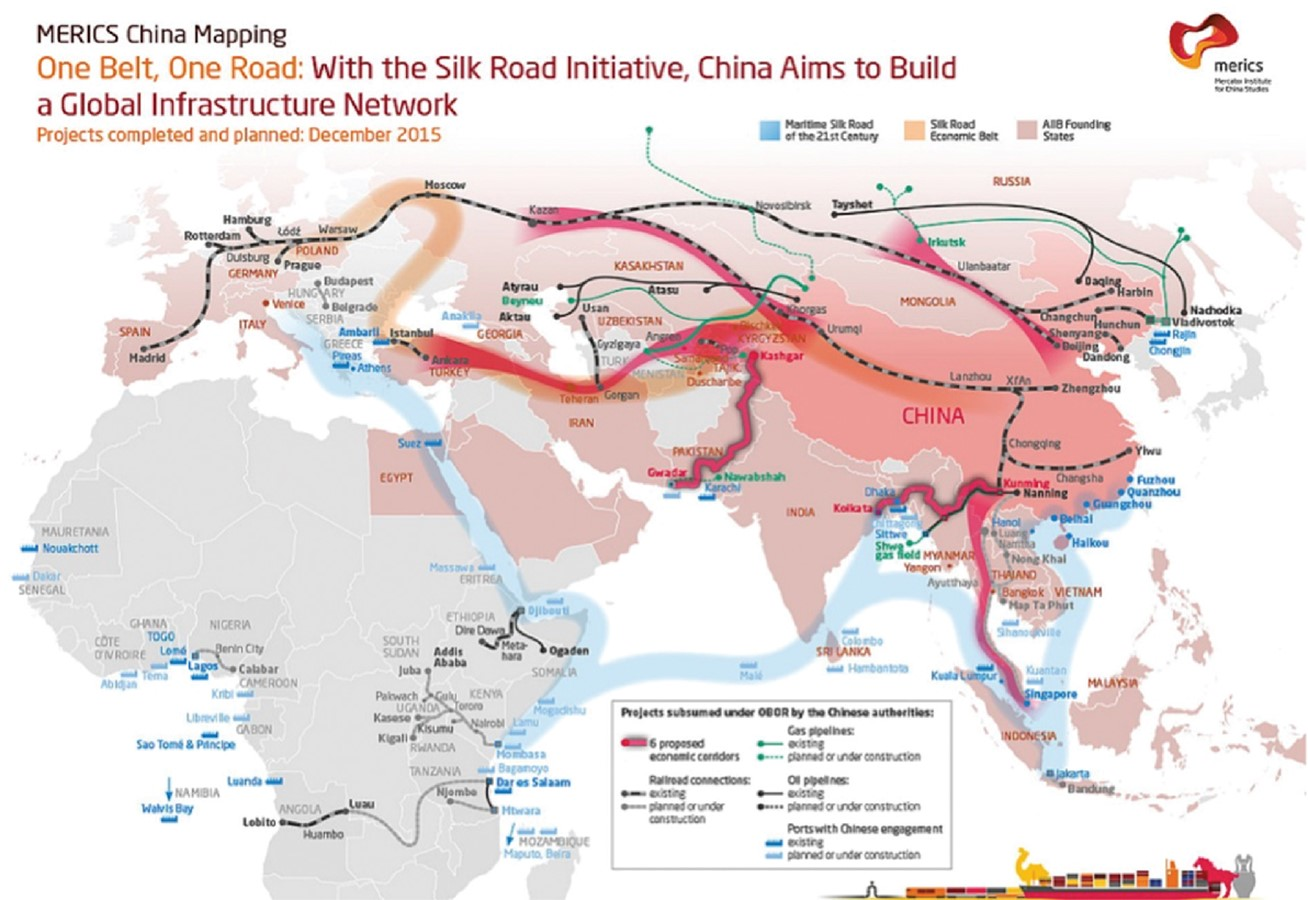 MERICS China Mapping
One Belt, One Road: With the Silk Road Initiative, China Aims to Build
a Global Infrastructure Network
Projects completed and planned: December 2015
merics
Mercator Institute
for China Studies
Maritime Silk Road
of the 21st Century
Silk Road
Economic Belt
AIIB Founding
States
RUSSIA
Moscow
Kazan
Novosibirsk
Tayshet
Hamburg
Rotterdam
Łódź
Warsaw
Duisburg
POLAND
Prague
GERMANY
Irkutsk
Ulanbaatar
KASAKHSTAN
Budapest
HUNGARY
Belgrade
SERBIA
Venice
ITALY
Atyrau
Beyneu
Aktau
Atasu
Usan
Khorgas
MONGOLIA
Daqing
Harbin
Changchun
Hunchun
Nachodka
Vladivostok
Rajin
Chongjin
Shenyang
Beijing
Dandong
SPAIN
Madrid
Ambarli
Istanbul
Anaklia
GEORGIA
GREECE
Pireas
Athens
Ankara
TURKEY
UZBEKISTAN
Angren
Gyzlgaya
TURK
MENISTAN
Bischkek
KYRGYZSTAN
Urumqi
Kashgar
TAJIK.
Duschanbe
Teheran
Gorgan
IRAN
Lanzhou
Xi'An
Zhengzhou
CHINA
Suez
EGYPT
PAKISTAN
Gwadar
Nawabshah
Karachi
Chongqing
Yiwu
Changsha
Fuzhou
Quanzhou
Guangzhou
Kunming
Nanning
Beihai
Haikou
Hanoi
Dhaka
Kolkata
Chittagong
Sittwe
Shwe
gas field
INDIA
MYANMAR
Yangon
Luang
Namtha
Nong Khai
THAILAND
Ayutthaya
Bangkok
VIETNAM
Map Ta Phut
Sihanoukville
MAURETANIA
Nouakchott
Dakar
SENEGAL
Massawa
ERITREA
Djibouti
ETHIOPIA
Dire Dawa
Meta-
hara
Ogaden
Addis
Ababa
SOMALIA
SOUTH
SUDAN
Juba
GHANA
TOGO
NIGERIA
CÔTE
D'IVROIRE
Lomé
Lagos
Benin City
Calabar
Tema
Abidjan
Kribi
CAMEROON
Libreville
GABON
Sao Tomé & Principe
Pakwach
Gulu
UGANDA
Tororo
KENYA
Kasese
Kisumu
Nairobi
Kigali
RWANDA
Lamu
Mogadishu
Mombasa
Bagamoyo
TANZANIA
Dar es Salaam
Njombe
Mtwara
Luanda
NAMIBIA
Walvis Bay
ANGOLA
Luau
Lobito
Huambo
MOZAMBIQUE
Maputo, Beira
Colombo
SRI LANKA
Hambantota
Malé
Kuala Lumpur
Kuantan
Singapore
MALAYSIA
INDONESIA
Jakarta
Bandung
Projects subsumed under OBOR by the Chinese authorities:
6 proposed
economic corridors
Railroad connections:
existing
planned or under
construction
Gas pipelines:
existing
planned or under construction
Oil pipelines:
existing
planned or under construction
Ports with Chinese engagement
existing
planned or under construction